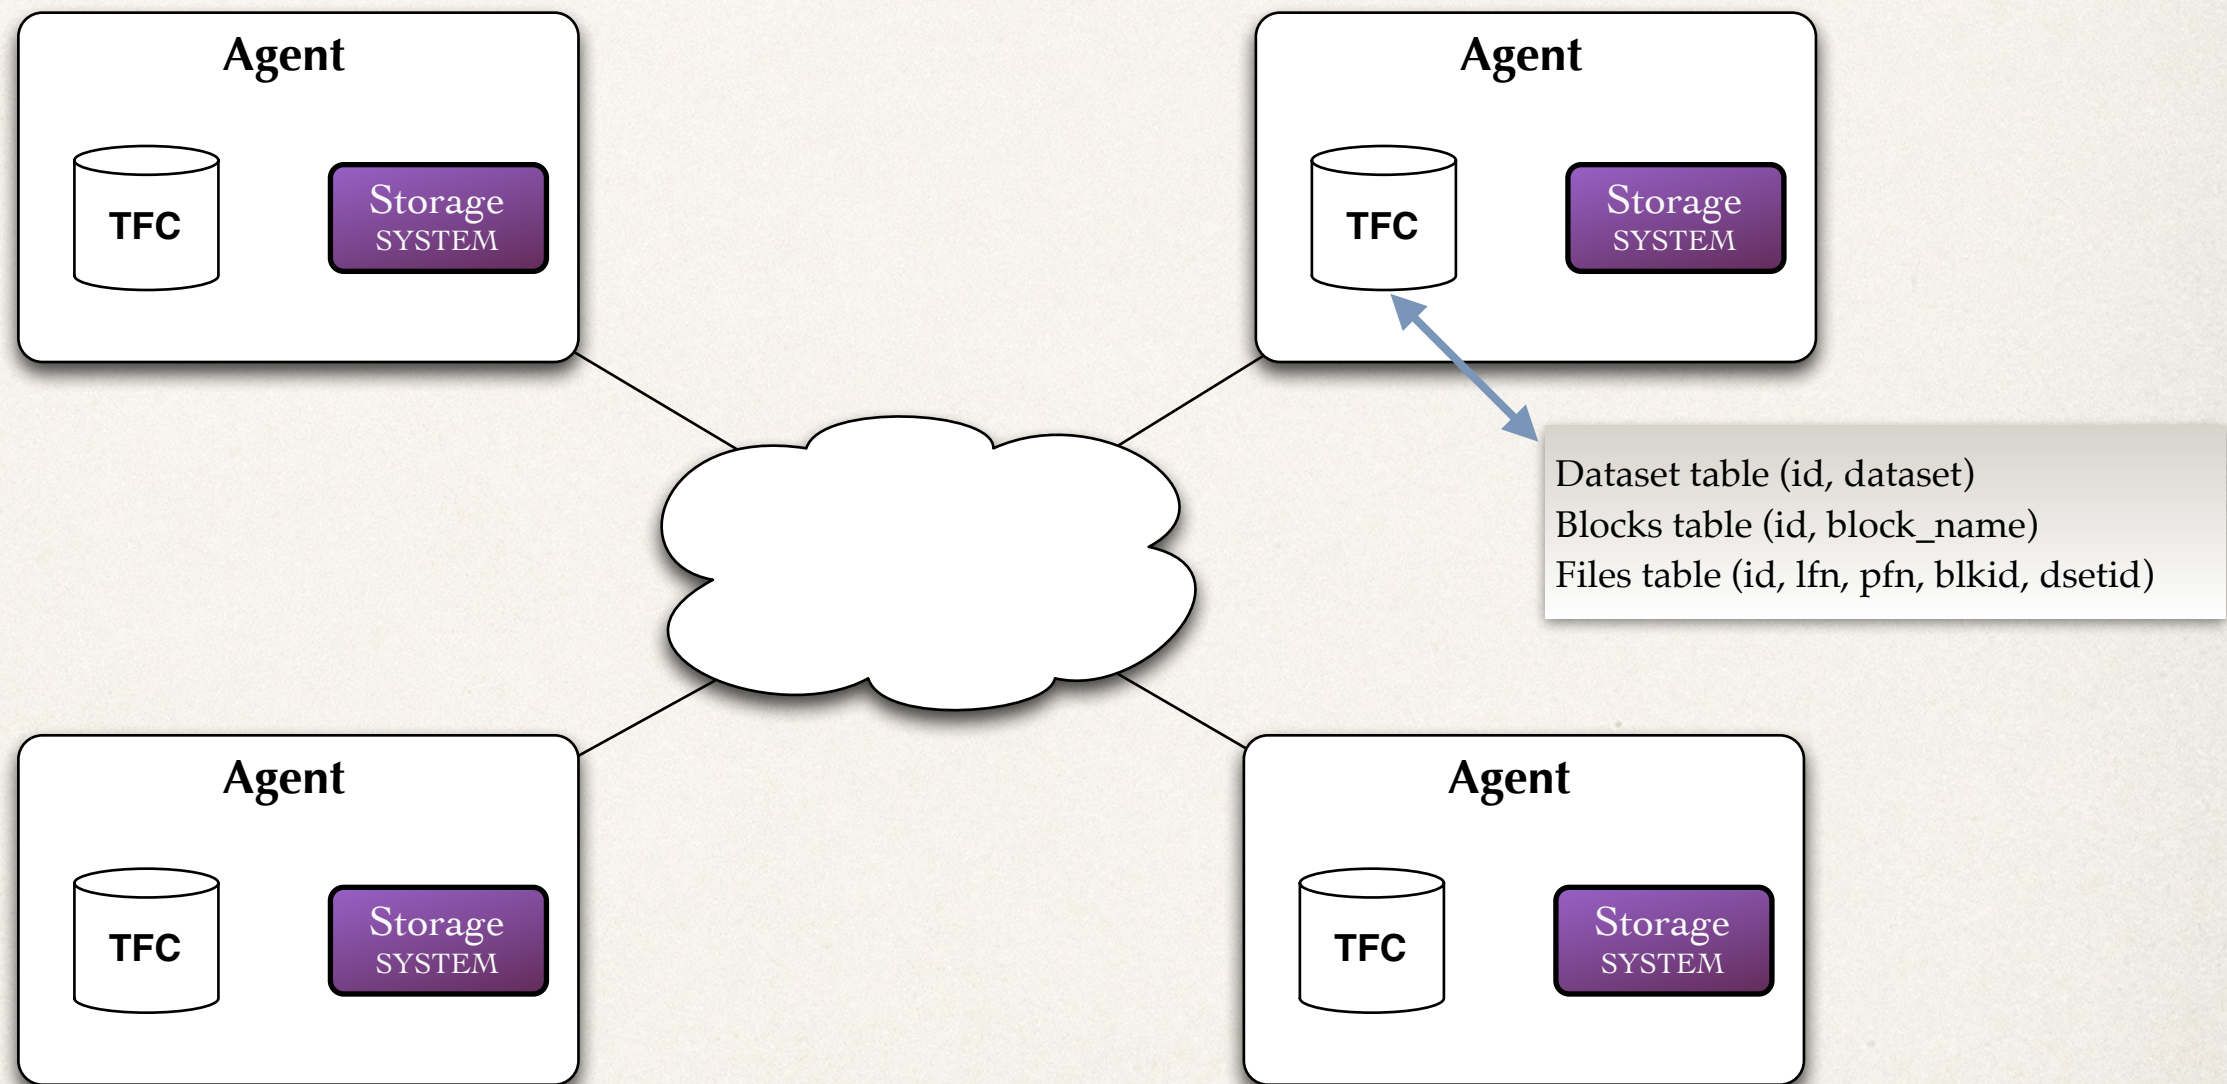 Agent
TFC
Storage
SYSTEM
Agent
TFC
Storage
SYSTEM
Dataset table (id, dataset)
Blocks table (id, block_name)
Files table (id, lfn, pfn, blkid, dsetid)
Agent
TFC
Storage
SYSTEM
Agent
TFC
Storage
SYSTEM